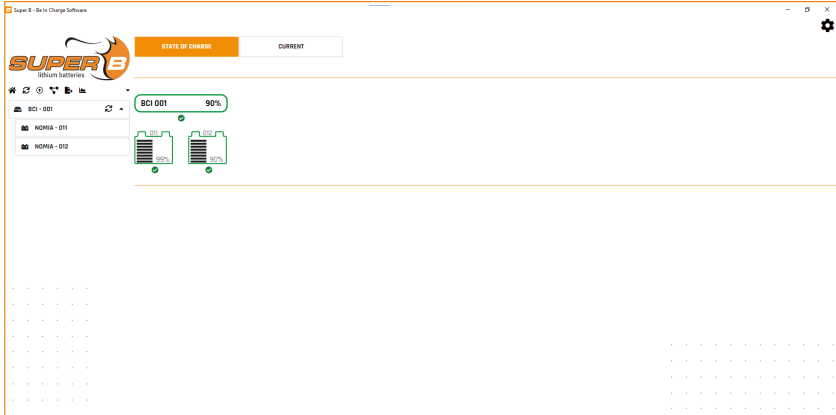 Super B - Be In Charge Software
SUPER B
lithium batteries
STATE OF CHARGE
CURRENT
BCI - 001
NOMIA - 011
NOMIA - 012
BCI 001 90%
011
99%
012
90%